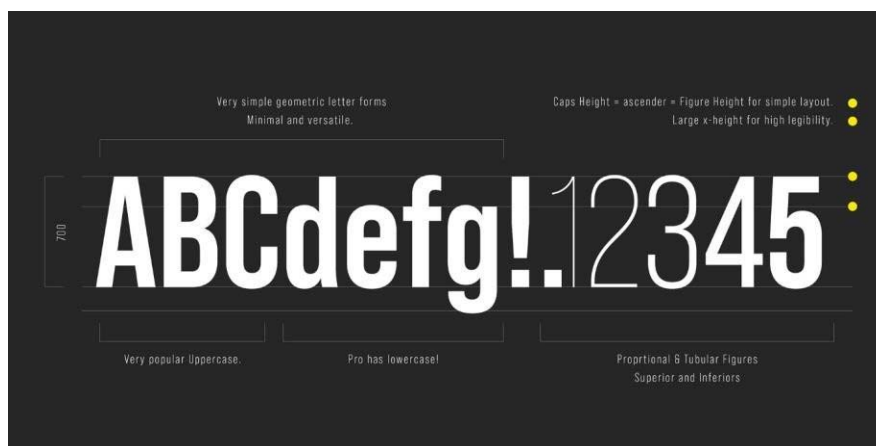 Very simple geometric letter forms
Minimal and versatile.
Caps Height = ascender = Figure Height for simple layout.
Large x-height for high legibility.
700
ABCdefg!.12345
Very popular Uppercase.
Pro has lowercase!
Proprtional & Tubular Figures
Superior and Inferiors